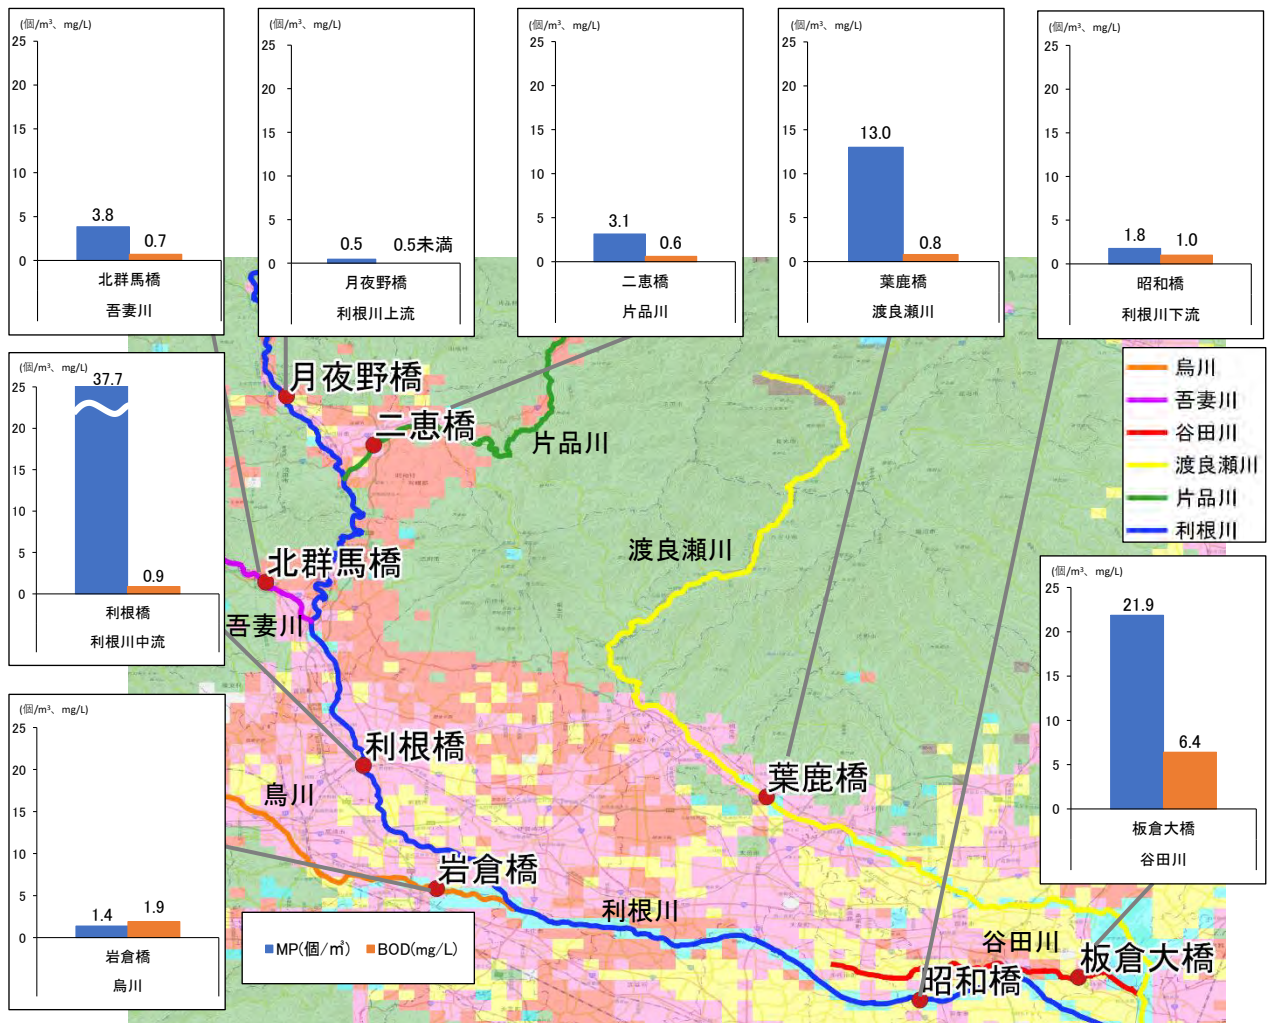 (個/m³、mg/L)
25
20
15
10
5
0
3.8
0.7
北群馬橋
吾妻川
(個/m³、mg/L)
25
20
15
10
5
0
0.5
0.5未満
月夜野橋
利根川上流
(個/m³、mg/L)
25
20
15
10
5
0
3.1
0.6
二恵橋
片品川
(個/m³、mg/L)
25
20
15
10
5
0
13.0
0.8
葉鹿橋
渡良瀬川
(個/m³、mg/L)
25
20
15
10
5
0
1.8
1.0
昭和橋
利根川下流
(個/m³、mg/L)
25
20
15
10
5
0
37.7
0.9
利根橋
利根川中流
烏川
吾妻川
谷田川
渡良瀬川
片品川
利根川
(個/m³、mg/L)
25
20
15
10
5
0
21.9
6.4
板倉大橋
谷田川
(個/m³、mg/L)
25
20
15
10
5
0
1.4
1.9
岩倉橋
烏川
MP(個/㎥)
BOD(mg/L)
月夜野橋
二恵橋
片品川
渡良瀬川
北群馬橋
吾妻川
利根橋
烏川
葉鹿橋
岩倉橋
利根川
谷田川
板倉大橋
昭和橋